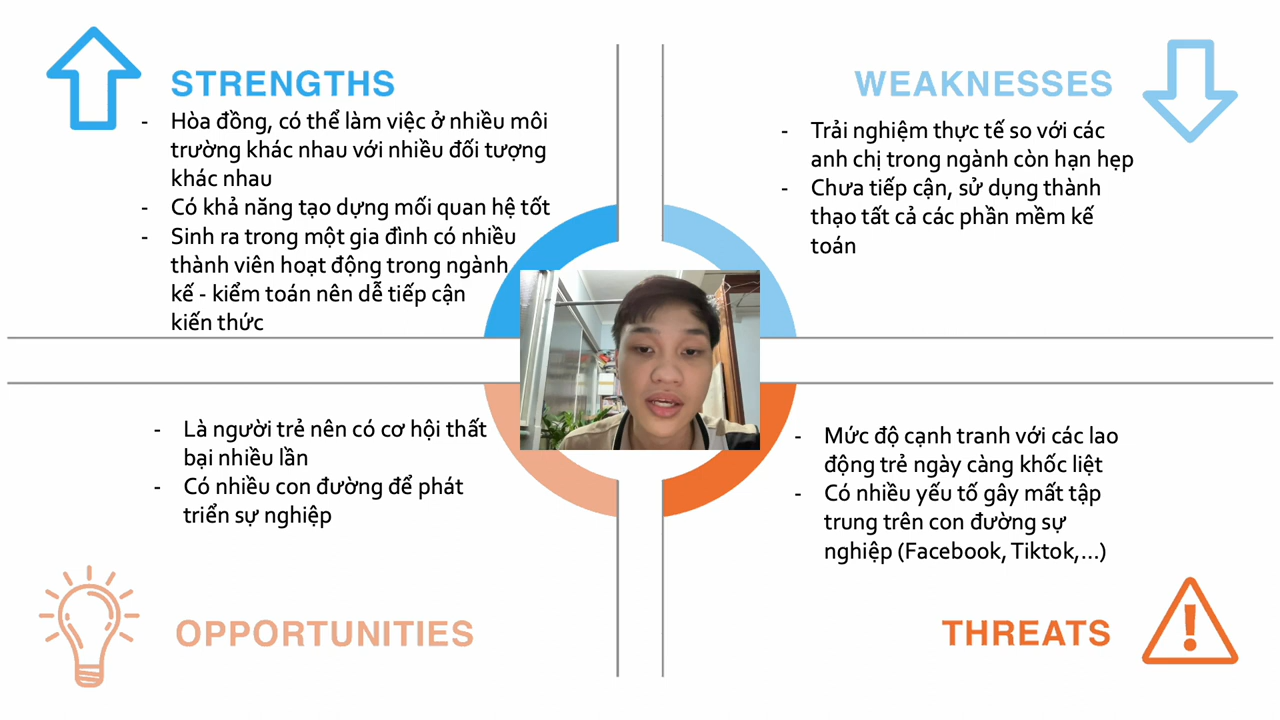 STRENGTHS
- Hòa đồng, có thể làm việc ở nhiều môi
trường khác nhau với nhiều đối tượng
khác nhau
- Có khả năng tạo dựng mối quan hệ tốt
- Sinh ra trong một gia đình có nhiều
thành viên hoạt động trong ngành
kế - kiểm toán nên dễ tiếp cận
kiến thức
WEAKNESSES
- Trải nghiệm thực tế so với các
anh chị trong ngành còn hạn hẹp
- Chưa tiếp cận, sử dụng thành
thạo tất cả các phần mềm kế
toán
- Là người trẻ nên có cơ hội thất
bại nhiều lần
- Có nhiều con đường để phát
triển sự nghiệp
OPPORTUNITIES
- Mức độ cạnh tranh với các lao
động trẻ ngày càng khốc liệt
- Có nhiều yếu tố gây mất tập
trung trên con đường sự
nghiệp (Facebook, Tiktok,...)
THREATS